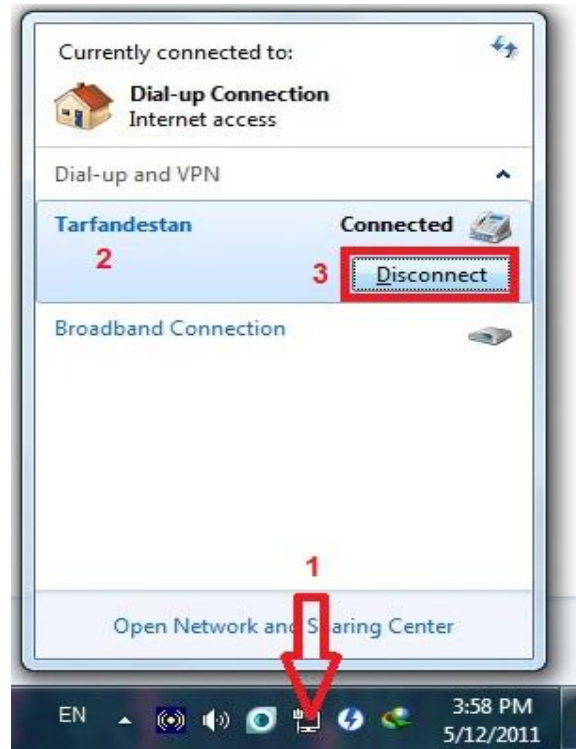 Currently connected to:
Dial-up Connection
Internet access
Dial-up and VPN
Tarfandestan Connected
2
3 Disconnect
Broadband Connection
1
Open Network and Sharing Center
EN 3:58 PM
5/12/2011